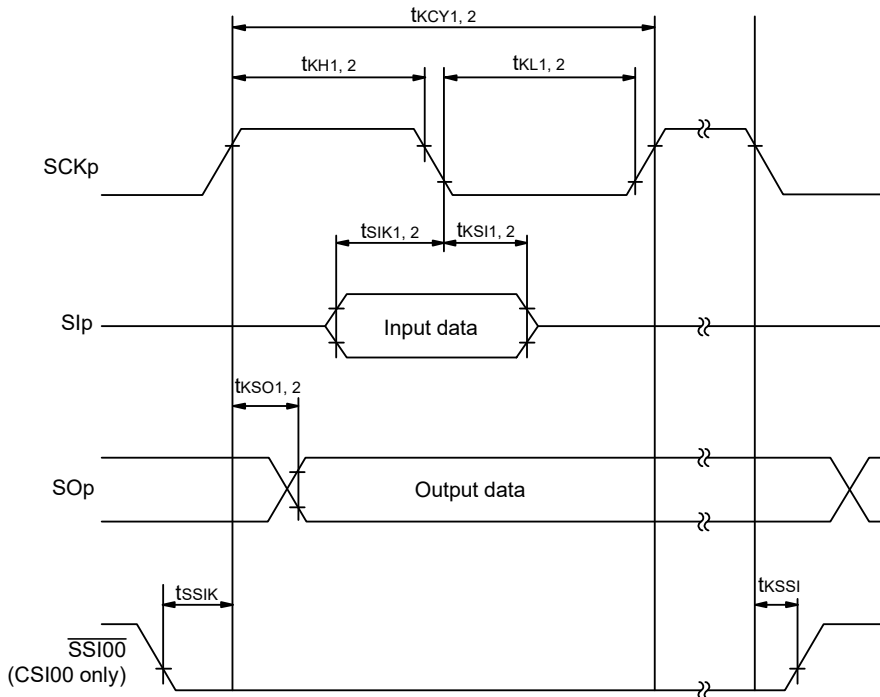 tKCY1, 2
tKH1, 2
tKL1, 2
SCKp
tSIK1, 2
tKSI1, 2
SIp
Input data
tKSO1, 2
SOp
Output data
tSSIK
tKSSI
SSI00
(CSI00 only)